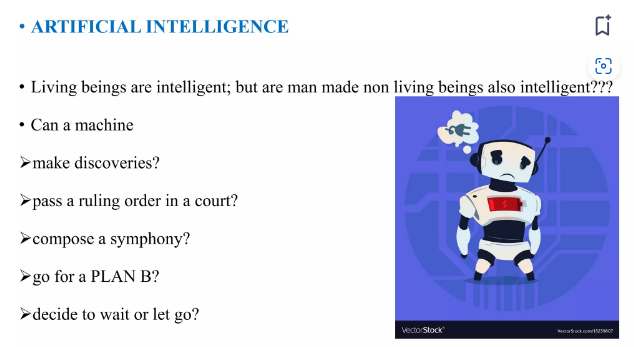 • ARTIFICIAL INTELLIGENCE
• Living beings are intelligent; but are man made non living beings also intelligent???
• Can a machine
➢make discoveries?
➢pass a ruling order in a court?
➢compose a symphony?
➢go for a PLAN B?
➢decide to wait or let go?
VectorStock® VectorStock.com/15259807